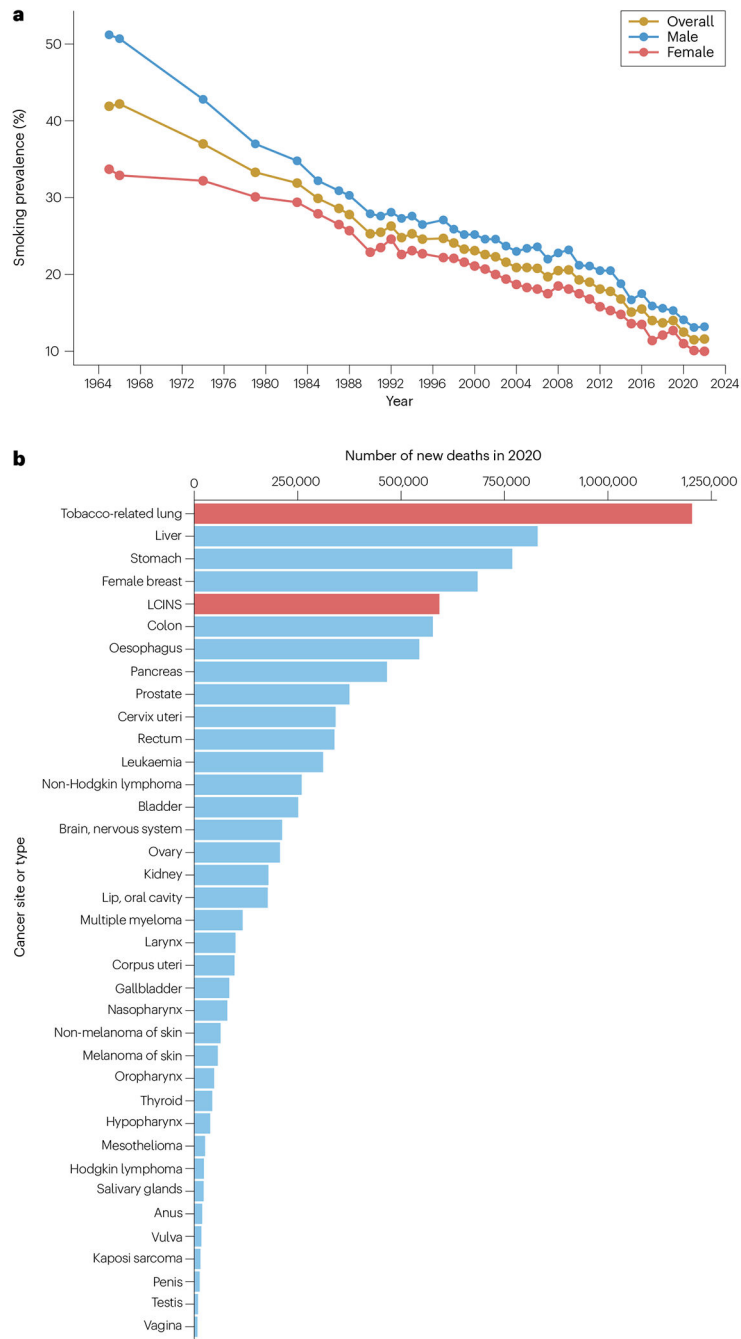 a
Overall
Male
Female
Smoking prevalence (%)
50
40
30
20
10
1964 1968 1972 1976 1980 1984 1988 1992 1996 2000 2004 2008 2012 2016 2020 2024
Year
b
Number of new deaths in 2020
0 250,000 500,000 750,000 1,000,000 1,250,000
Cancer site or type
Tobacco-related lung
Liver
Stomach
Female breast
LCINS
Colon
Oesophagus
Pancreas
Prostate
Cervix uteri
Rectum
Leukaemia
Non-Hodgkin lymphoma
Bladder
Brain, nervous system
Ovary
Kidney
Lip, oral cavity
Multiple myeloma
Larynx
Corpus uteri
Gallbladder
Nasopharynx
Non-melanoma of skin
Melanoma of skin
Oropharynx
Thyroid
Hypopharynx
Mesothelioma
Hodgkin lymphoma
Salivary glands
Anus
Vulva
Kaposi sarcoma
Penis
Testis
Vagina